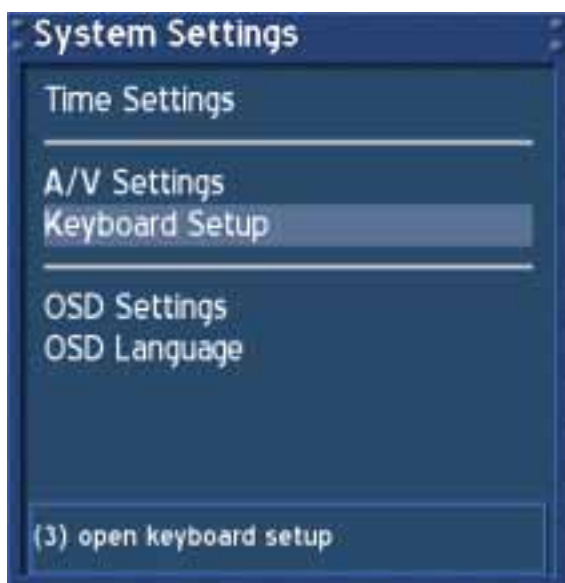 System Settings
Time Settings
A/V Settings
Keyboard Setup
OSD Settings
OSD Language
(3) open keyboard setup